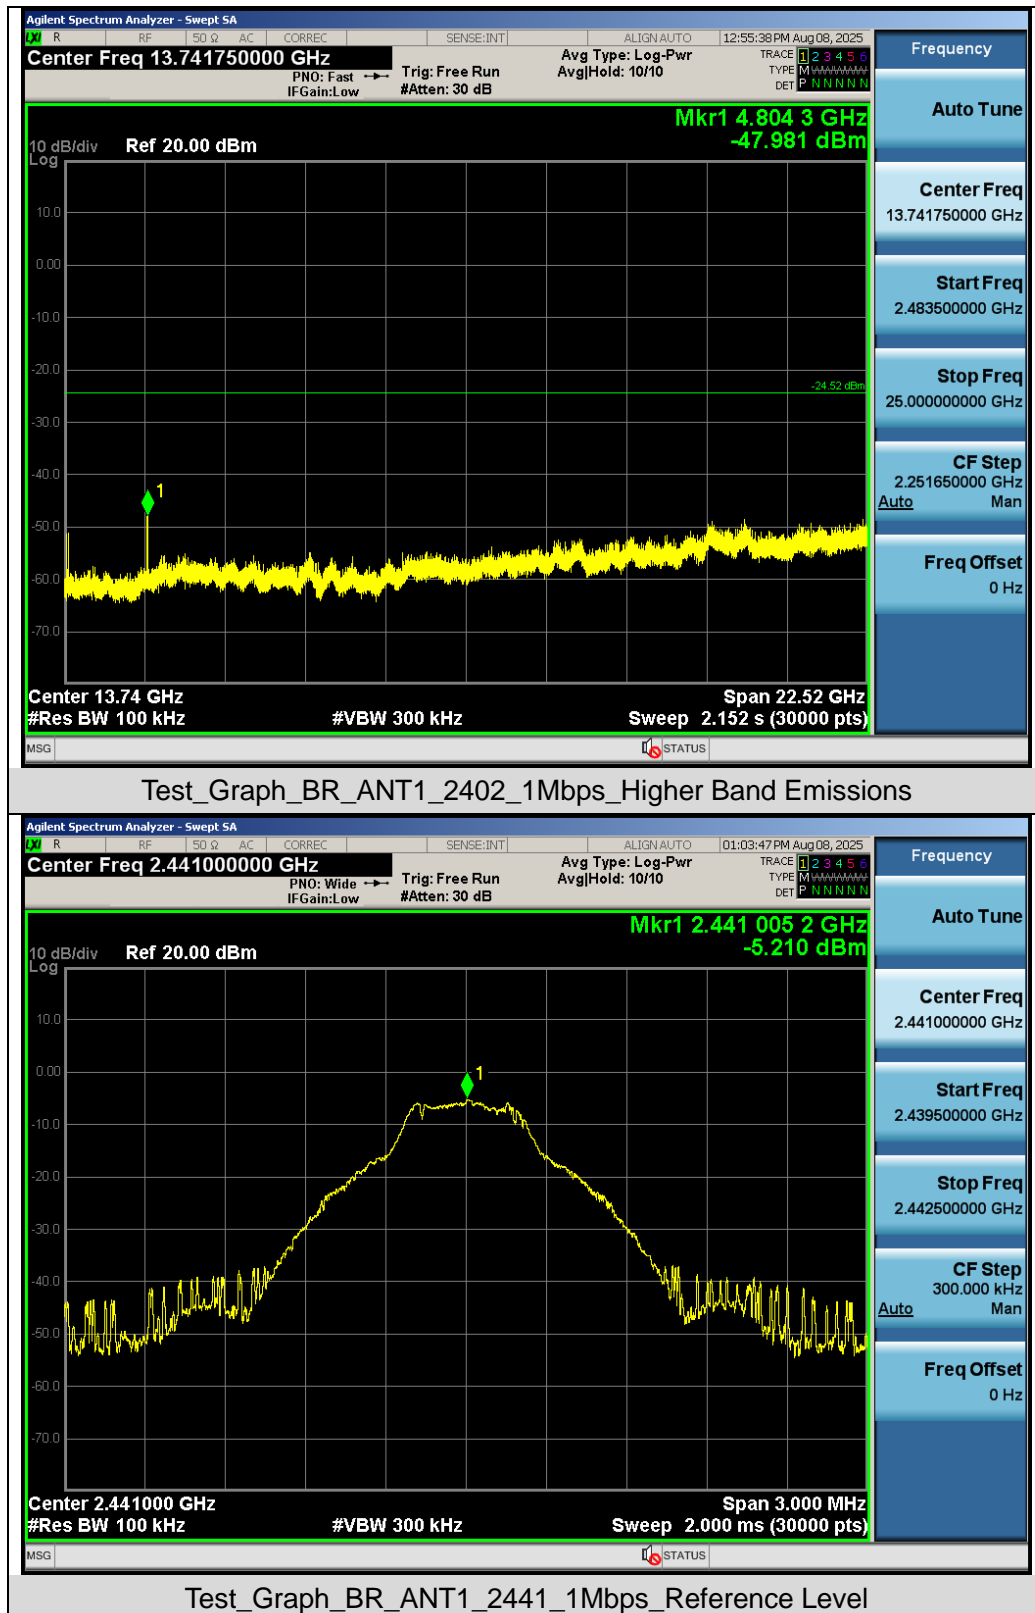 Agilent Spectrum Analyzer - Swept SA
LXI R RF 50 Ω AC CORREC SENSE:INT ALIGN AUTO 12:55:38 PM Aug 08, 2025
Center Freq 13.741750000 GHz
PNO: Fast
IFGain:Low
Trig: Free Run
#Atten: 30 dB
Avg Type: Log-Pwr
Avg|Hold: 10/10
TRACE 1 2 3 4 5 6
TYPE M
DET P N N N N N
Mkr1 4.804 3 GHz
-47.981 dBm
10 dB/div Ref 20.00 dBm
Log
10.0
0.00
-10.0
-20.0
-24.52 dBm
-30.0
-40.0
1
-50.0
-60.0
-70.0
Center 13.74 GHz Span 22.52 GHz
#Res BW 100 kHz #VBW 300 kHz Sweep 2.152 s (30000 pts)
MSG STATUS
Frequency
Auto Tune
Center Freq
13.741750000 GHz
Start Freq
2.483500000 GHz
Stop Freq
25.000000000 GHz
CF Step
2.251650000 GHz
Auto Man
Freq Offset
0 Hz
Test_Graph_BR_ANT1_2402_1Mbps_Higher Band Emissions
Agilent Spectrum Analyzer - Swept SA
LXI R RF 50 Ω AC CORREC SENSE:INT ALIGN AUTO 01:03:47 PM Aug 08, 2025
Center Freq 2.441000000 GHz
PNO: Wide
IFGain:Low
Trig: Free Run
#Atten: 30 dB
Avg Type: Log-Pwr
Avg|Hold: 10/10
TRACE 1 2 3 4 5 6
TYPE M
DET P N N N N N
Mkr1 2.441 005 2 GHz
-5.210 dBm
10 dB/div Ref 20.00 dBm
Log
10.0
0.00
1
-10.0
-20.0
-30.0
-40.0
-50.0
-60.0
-70.0
Center 2.441000 GHz Span 3.000 MHz
#Res BW 100 kHz #VBW 300 kHz Sweep 2.000 ms (30000 pts)
MSG STATUS
Frequency
Auto Tune
Center Freq
2.441000000 GHz
Start Freq
2.439500000 GHz
Stop Freq
2.442500000 GHz
CF Step
300.000 kHz
Auto Man
Freq Offset
0 Hz
Test_Graph_BR_ANT1_2441_1Mbps_Reference Level